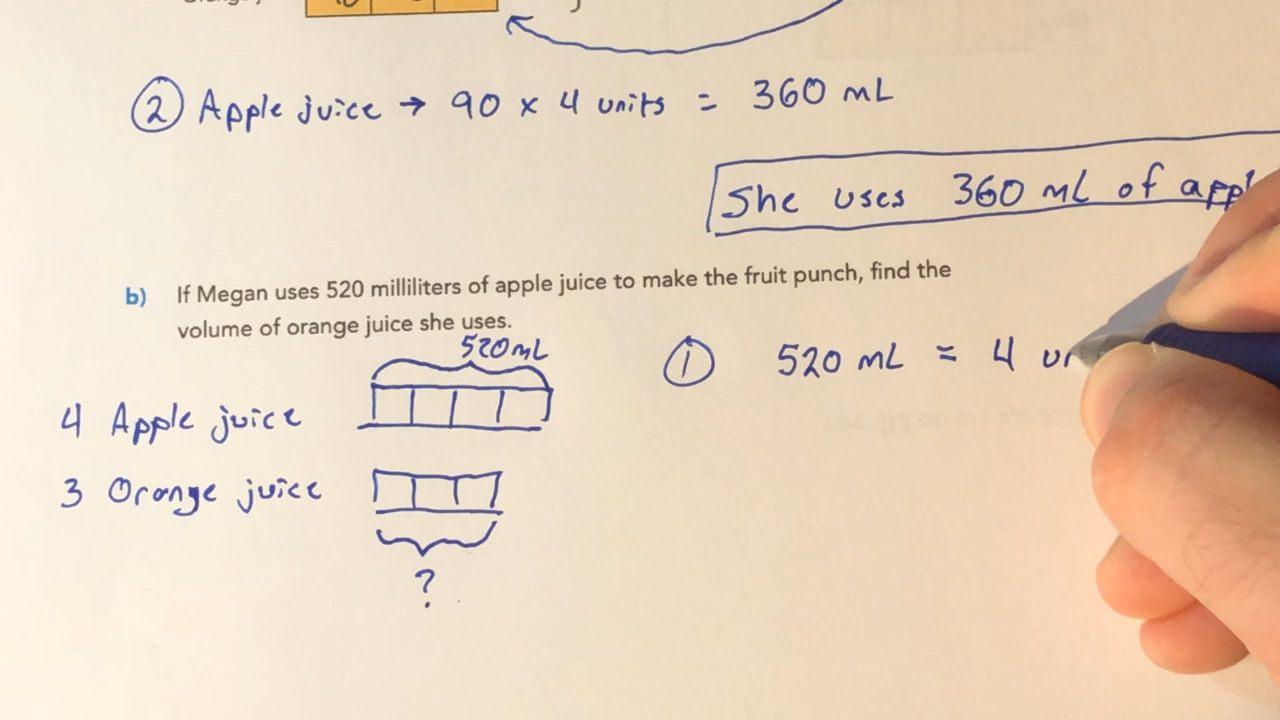 ② Apple juice → 90 x 4 units = 360 mL
She uses 360 mL of
b) If Megan uses 520 milliliters of apple juice to make the fruit punch, find the
volume of orange juice she uses.
520 mL
① 520 mL = 4
4 Apple juice
3 Orange juice
?